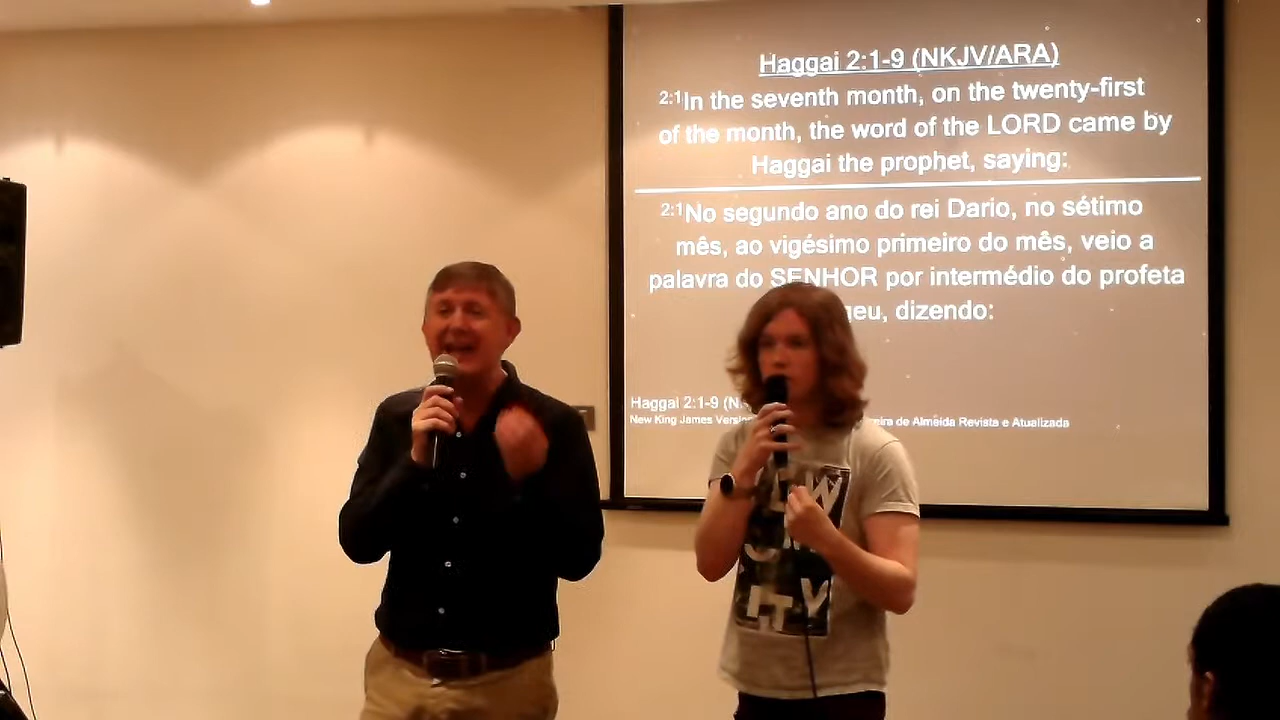 Haggai 2:1-9 (NKJV/ARA)
2:1In the seventh month, on the twenty-first
of the month, the word of the LORD came by
Haggai the prophet, saying:
2:1No segundo ano do rei Dario, no sétimo
mês, ao vigésimo primeiro do mês, veio a
palavra do SENHOR por intermédio do profeta
dizendo:
Haggai 2:1-9
New King James de Almeida Revista e Atualizada
ITY